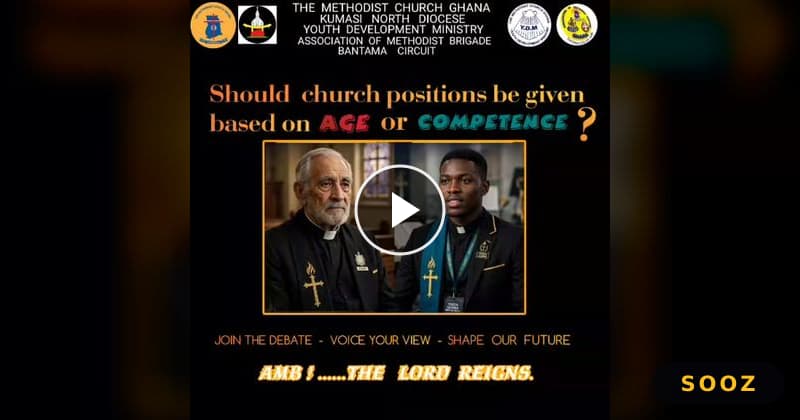 THE METHODIST CHURCH GHANA
KUMASI NORTH DIOCESE
YOUTH DEVELOPMENT MINISTRY
ASSOCIATION OF METHODIST BRIGADE
BANTAMA CIRCUIT
Y.D.M
Should church positions be given
based on AGE or COMPETENCE ?
JOIN THE DEBATE - VOICE YOUR VIEW - SHAPE OUR FUTURE
AMB ! ......THE LORD REIGNS.
SOOZ